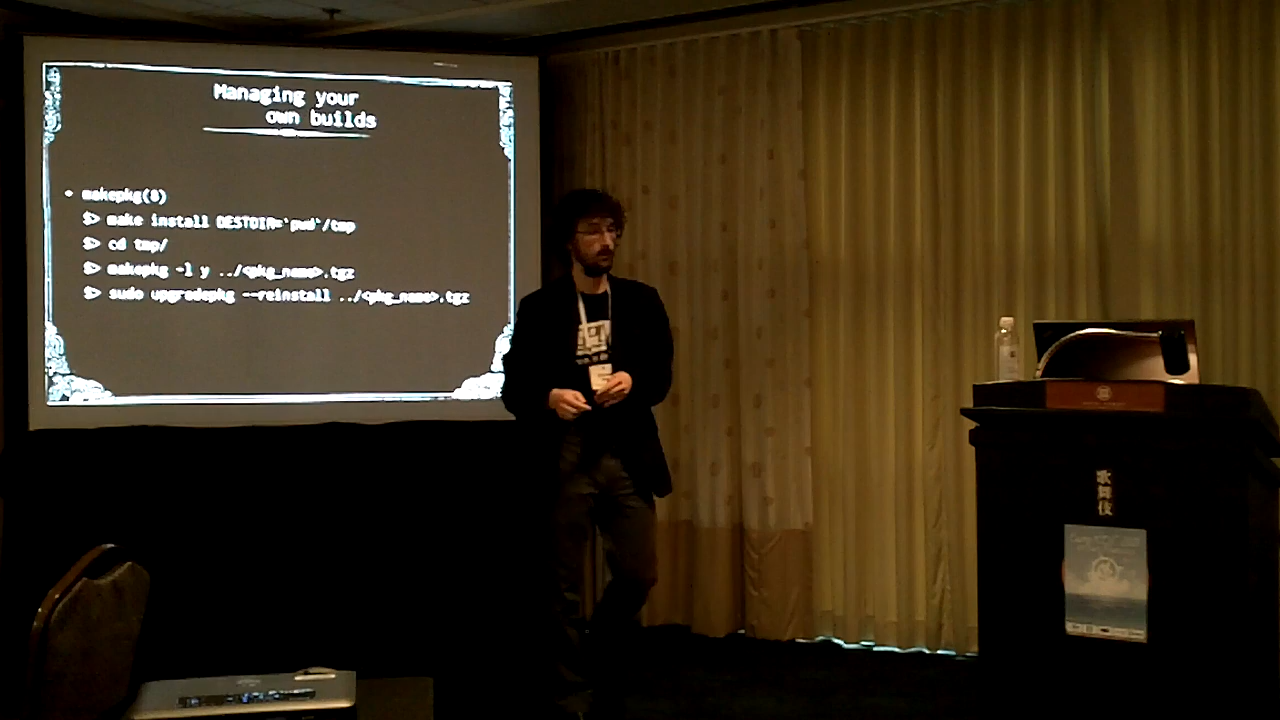 Managing your
own builds
• makepkg(8)
$> make install DESTDIR=`pwd`/tmp
$> cd tmp/
$> makepkg -l y ../<pkg_name>.tgz
$> sudo upgradepkg --reinstall ../<pkg_name>.tgz
歌舞伎